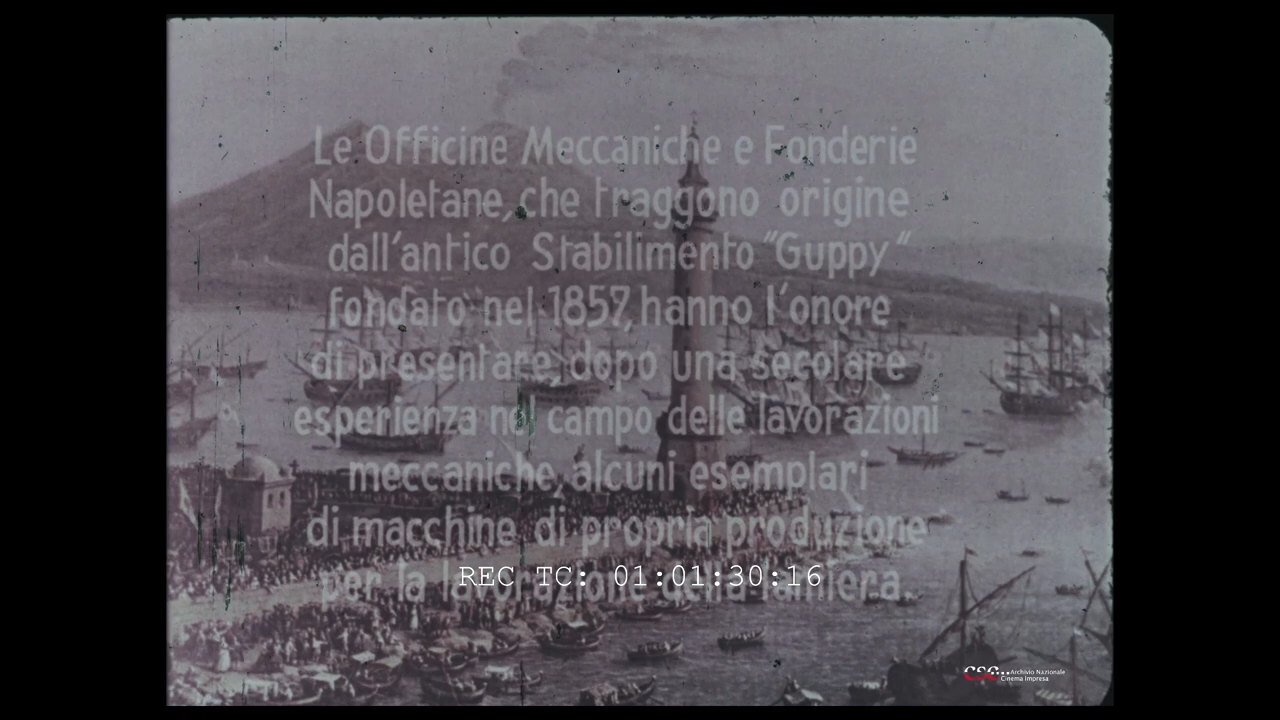 Le Officine Meccaniche e Fonderie
Napoletane, che traggono origine
dall'antico Stabilimento "Guppy"
fondato nel 1857, hanno l'onore
di presentare dopo una secolare
esperienza nel campo delle lavorazioni
meccaniche alcuni esemplari
di macchine di propria produzione
per la lavorazione della lamiera.
REC TC: 01:01:30:16
csc Archivio Nazionale
Cinema Impresa